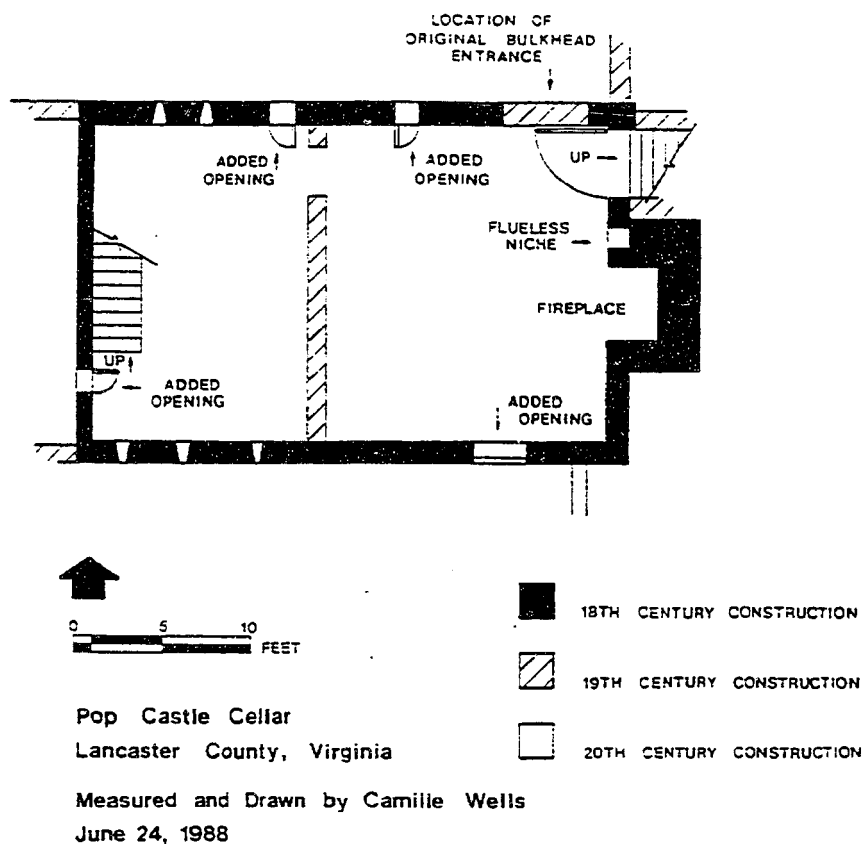 LOCATION OF
ORIGINAL BULKHEAD
ENTRANCE
ADDED
OPENING
ADDED
OPENING
UP
FLUELESS
NICHE
FIREPLACE
UP
ADDED
OPENING
ADDED
OPENING
0 5 10
FEET
18TH CENTURY CONSTRUCTION
19TH CENTURY CONSTRUCTION
20TH CENTURY CONSTRUCTION
Pop Castle Cellar
Lancaster County, Virginia
Measured and Drawn by Camille Wells
June 24, 1988